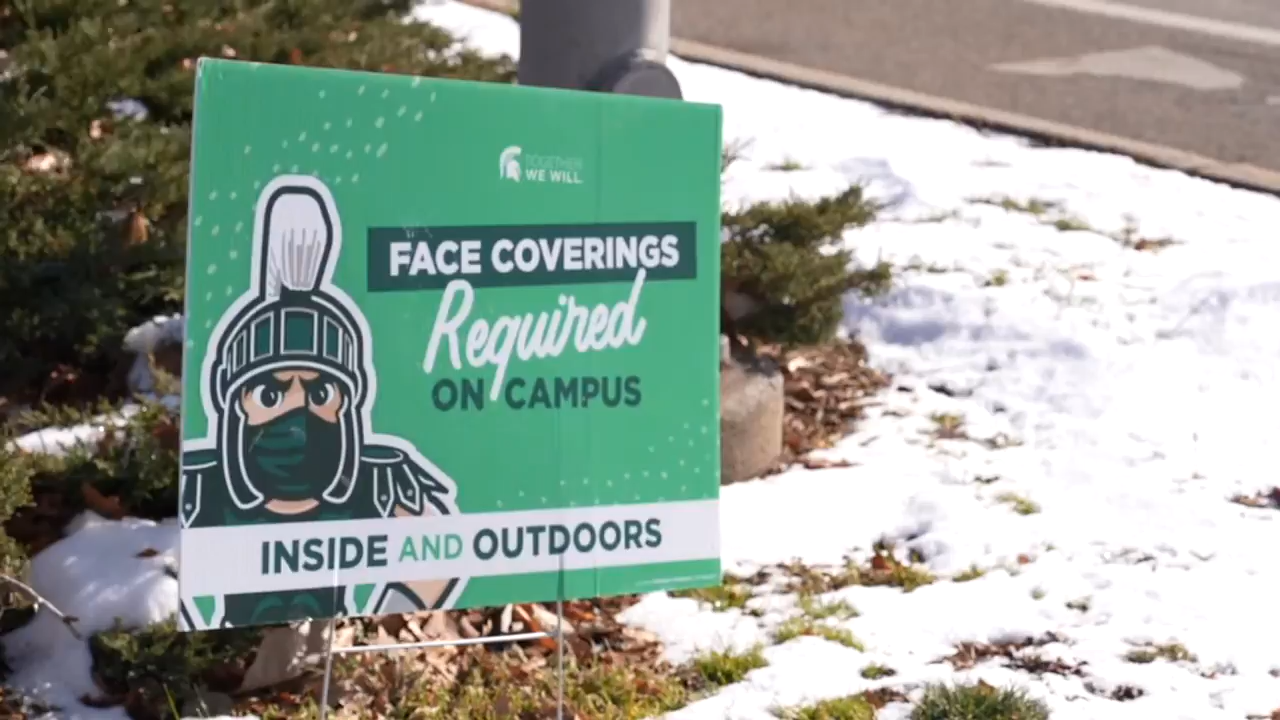 TOGETHER
WE WILL.
FACE COVERINGS
Required
ON CAMPUS
INSIDE AND OUTDOORS